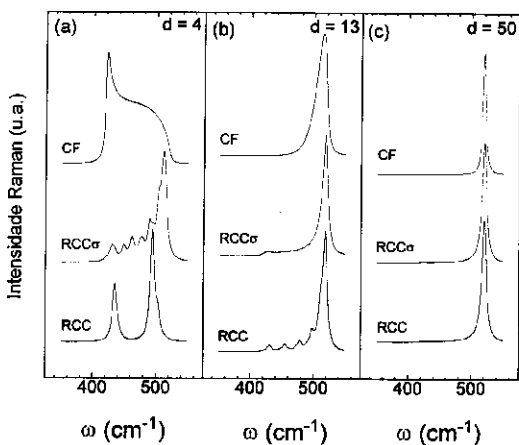 (a) d = 4
(b) d = 13
(c) d = 50
Intensidade Raman (u.a.)
CF
RCCσ
RCC
CF
RCCσ
RCC
CF
RCCσ
RCC
400 500
400 500
400 500
ω (cm⁻¹)
ω (cm⁻¹)
ω (cm⁻¹)